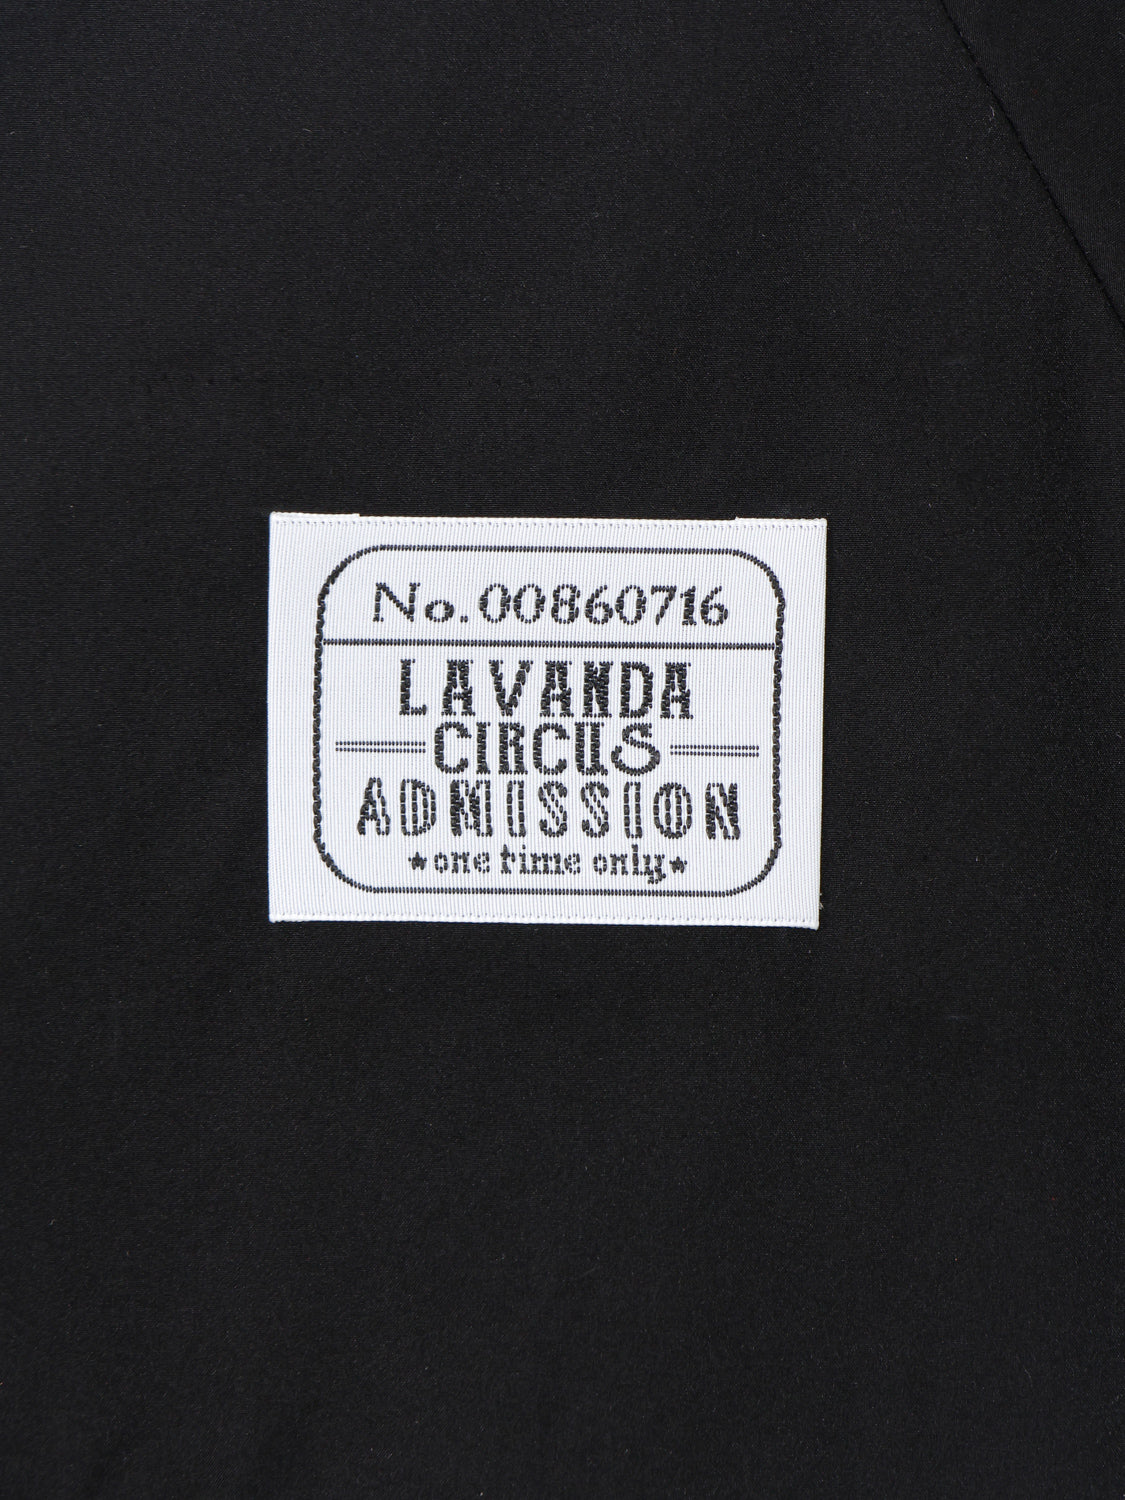 No.00860716
LAVANDA
CIRCUS
ADMISSION
★one time only★